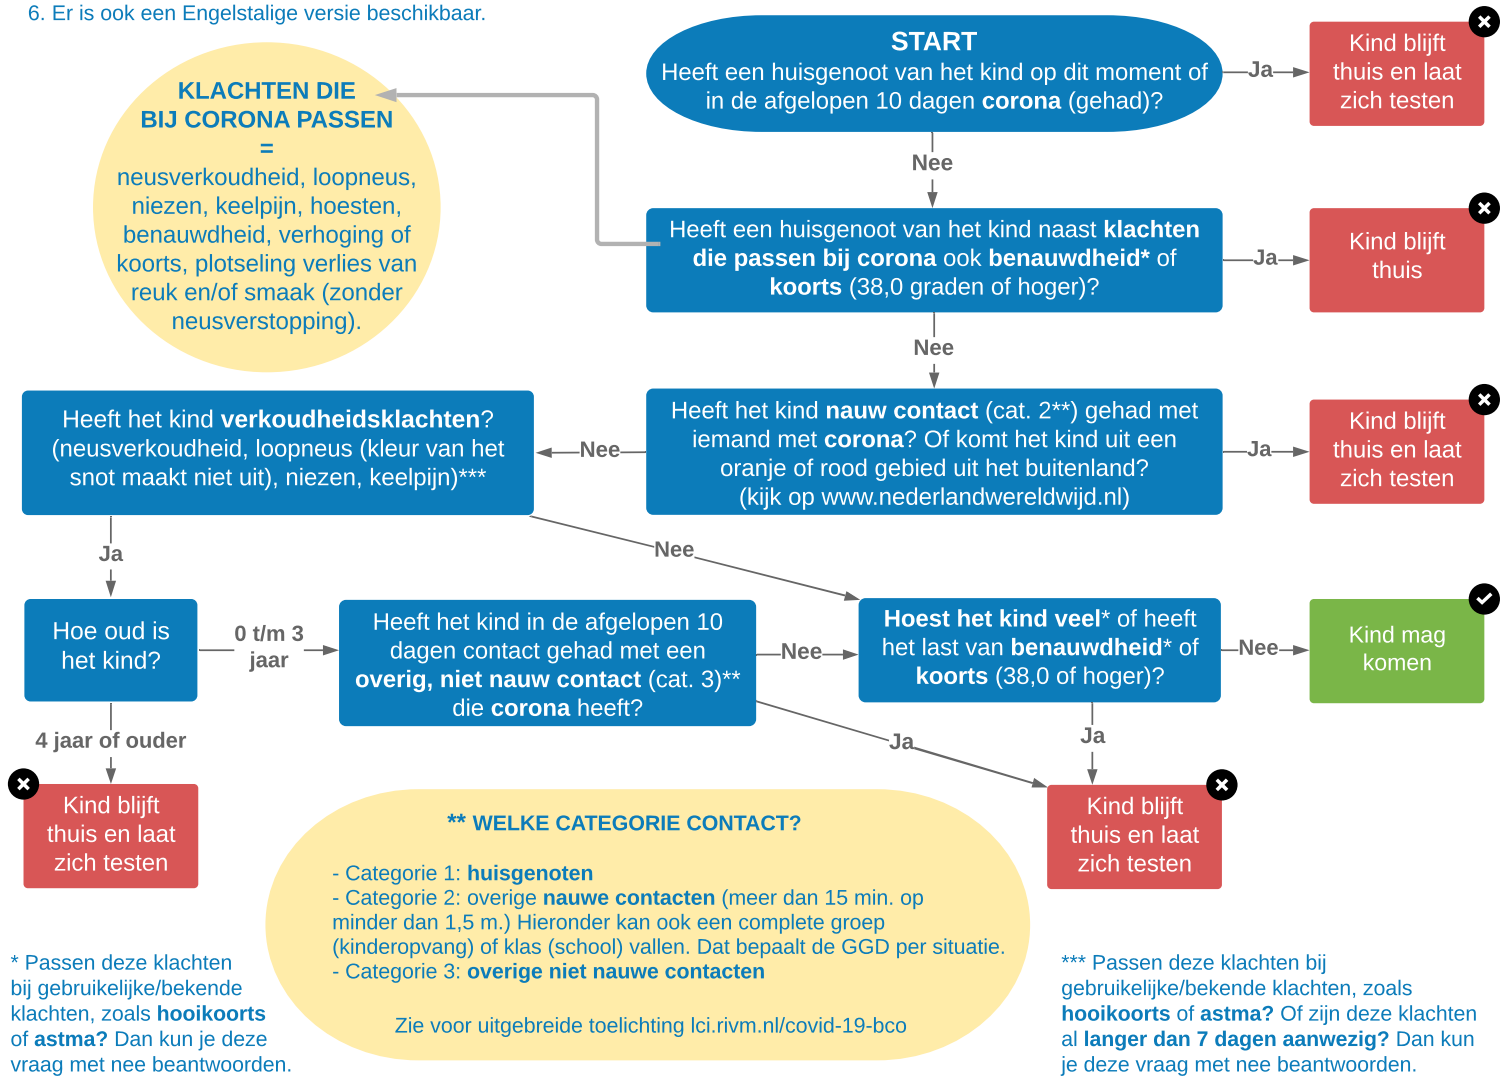 6. Er is ook een Engelstalige versie beschikbaar.
KLACHTEN DIE
BIJ CORONA PASSEN
=
neusverkoudheid, loopneus,
niezen, keelpijn, hoesten,
benauwdheid, verhoging of
koorts, plotseling verlies van
reuk en/of smaak (zonder
neusverstopping).
START
Heeft een huisgenoot van het kind op dit moment of
in de afgelopen 10 dagen corona (gehad)?
Ja
Kind blijft
thuis en laat
zich testen
Nee
Heeft een huisgenoot van het kind naast klachten
die passen bij corona ook benauwdheid* of
koorts (38,0 graden of hoger)?
Ja
Kind blijft
thuis
Nee
Heeft het kind nauw contact (cat. 2**) gehad met
iemand met corona? Of komt het kind uit een
oranje of rood gebied uit het buitenland?
(kijk op www.nederlandwereldwijd.nl)
Ja
Kind blijft
thuis en laat
zich testen
Nee
Heeft het kind verkoudheidsklachten?
(neusverkoudheid, loopneus (kleur van het
snot maakt niet uit), niezen, keelpijn)***
Ja
Nee
Hoe oud is
het kind?
0 t/m 3
jaar
Heeft het kind in de afgelopen 10
dagen contact gehad met een
overig, niet nauw contact (cat. 3)**
die corona heeft?
Nee
Hoest het kind veel* of heeft
het last van benauwdheid* of
koorts (38,0 of hoger)?
Nee
Kind mag
komen
4 jaar of ouder
Ja
Ja
Kind blijft
thuis en laat
zich testen
Kind blijft
thuis en laat
zich testen
** WELKE CATEGORIE CONTACT?
- Categorie 1: huisgenoten
- Categorie 2: overige nauwe contacten (meer dan 15 min. op
minder dan 1,5 m.) Hieronder kan ook een complete groep
(kinderopvang) of klas (school) vallen. Dat bepaalt de GGD per situatie.
- Categorie 3: overige niet nauwe contacten
Zie voor uitgebreide toelichting lci.rivm.nl/covid-19-bco
* Passen deze klachten
bij gebruikelijke/bekende
klachten, zoals hooikoorts
of astma? Dan kun je deze
vraag met nee beantwoorden.
*** Passen deze klachten bij
gebruikelijke/bekende klachten, zoals
hooikoorts of astma? Of zijn deze klachten
al langer dan 7 dagen aanwezig? Dan kun
je deze vraag met nee beantwoorden.